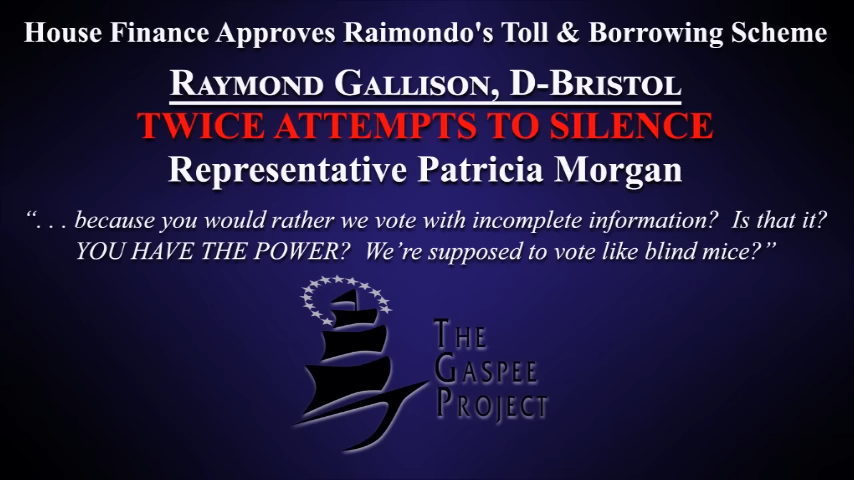 House Finance Approves Raimondo's Toll & Borrowing Scheme
RAYMOND GALLISON, D-BRISTOL
TWICE ATTEMPTS TO SILENCE
Representative Patricia Morgan
“. . . because you would rather we vote with incomplete information?  Is that it?
YOU HAVE THE POWER?  We’re supposed to vote like blind mice?”
THE
GASPEE
PROJECT